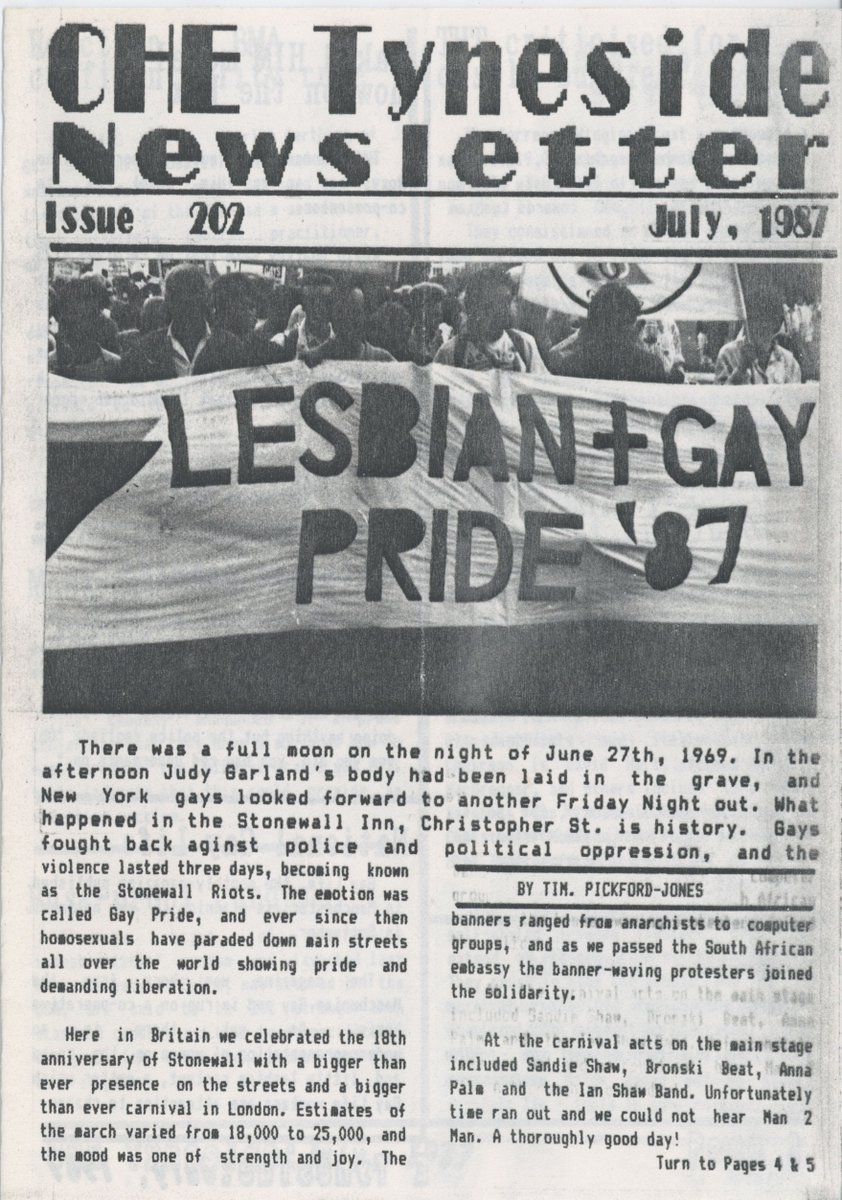 CHE Tyneside
Newsletter
Issue 202
July, 1987
LESBIAN + GAY
PRIDE '87
There was a full moon on the night of June 27th, 1969. In the
afternoon Judy Garland's body had been laid in the grave, and
New York gays looked forward to another Friday Night out. What
happened in the Stonewall Inn, Christopher St. is history. Gays
fought back aginst police and political oppression, and the
violence lasted three days, becoming known
as the Stonewall Riots. The emotion was
called Gay Pride, and ever since then
homosexuals have paraded down main streets
all over the world showing pride and
demanding liberation.
Here in Britain we celebrated the 18th
anniversary of Stonewall with a bigger than
ever presence on the streets and a bigger
than ever carnival in London. Estimates of
the march varied from 18,000 to 25,000, and
the mood was one of strength and joy. The
BY TIM. PICKFORD-JONES
banners ranged from anarchists to computer
groups, and as we passed the South African
embassy the banner-waving protesters joined
the solidarity.
At the carnival acts on the main stage
included Sandie Shaw, Bronski Beat, Anna
Palm and the Ian Shaw Band. Unfortunately
time ran out and we could not hear Man 2
Man. A thoroughly good day!
Turn to Pages 4 & 5